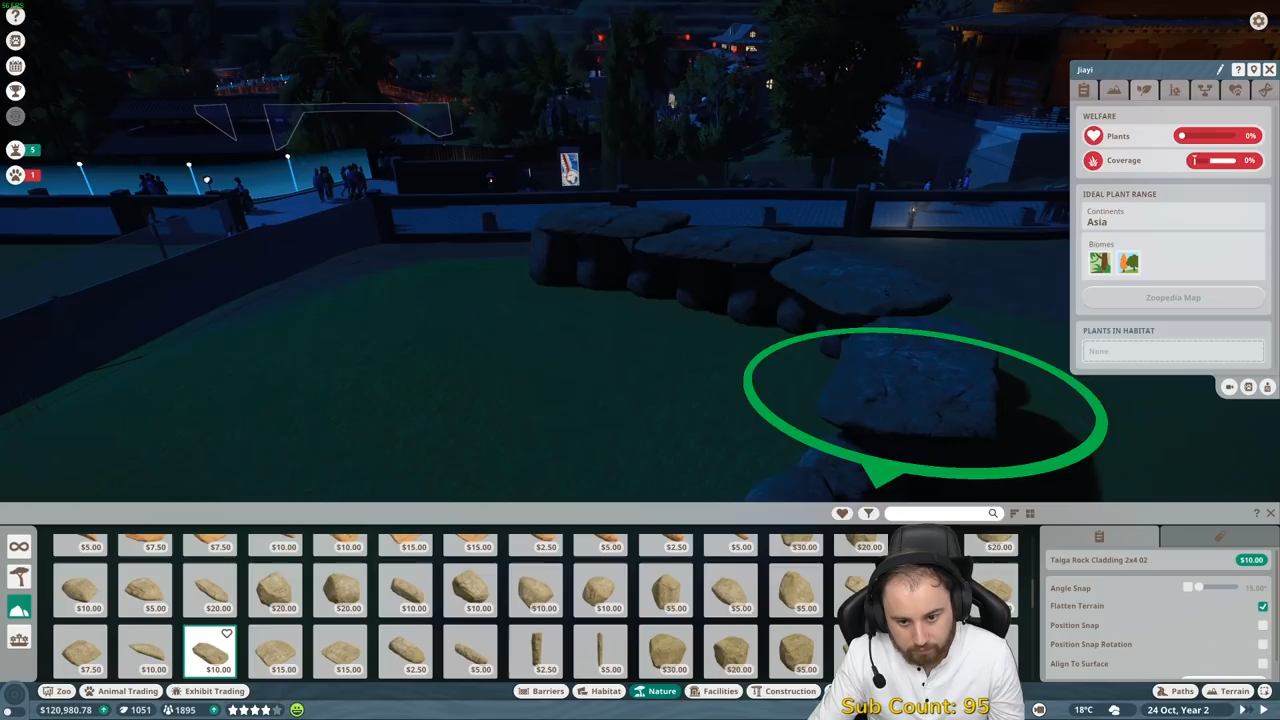 56 FPS
?
5
1
Jiayi
?
WELFARE
Plants
0%
Coverage
0%
IDEAL PLANT RANGE
Continents
Asia
Biomes
Zoopedia Map
PLANTS IN HABITAT
None
?
$5.00
$7.50
$7.50
$10.00
$10.00
$15.00
$15.00
$2.50
$2.50
$5.00
$5.00
$30.00
$20.00
$20.00
$10.00
$5.00
$20.00
$20.00
$20.00
$10.00
$10.00
$10.00
$10.00
$5.00
$5.00
$5.00
$7.50
$10.00
$10.00
$15.00
$15.00
$2.50
$5.00
$2.50
$5.00
$30.00
$20.00
$5.00
Taiga Rock Cladding 2x4 02
$10.00
Angle Snap
15.00°
Flatten Terrain
Position Snap
Position Snap Rotation
Align To Surface
Zoo
Animal Trading
Exhibit Trading
Barriers
Habitat
Nature
Facilities
Construction
Paths
Terrain
Sub Count: 95
$120,980.78
1051
1895
18°C
24 Oct, Year 2